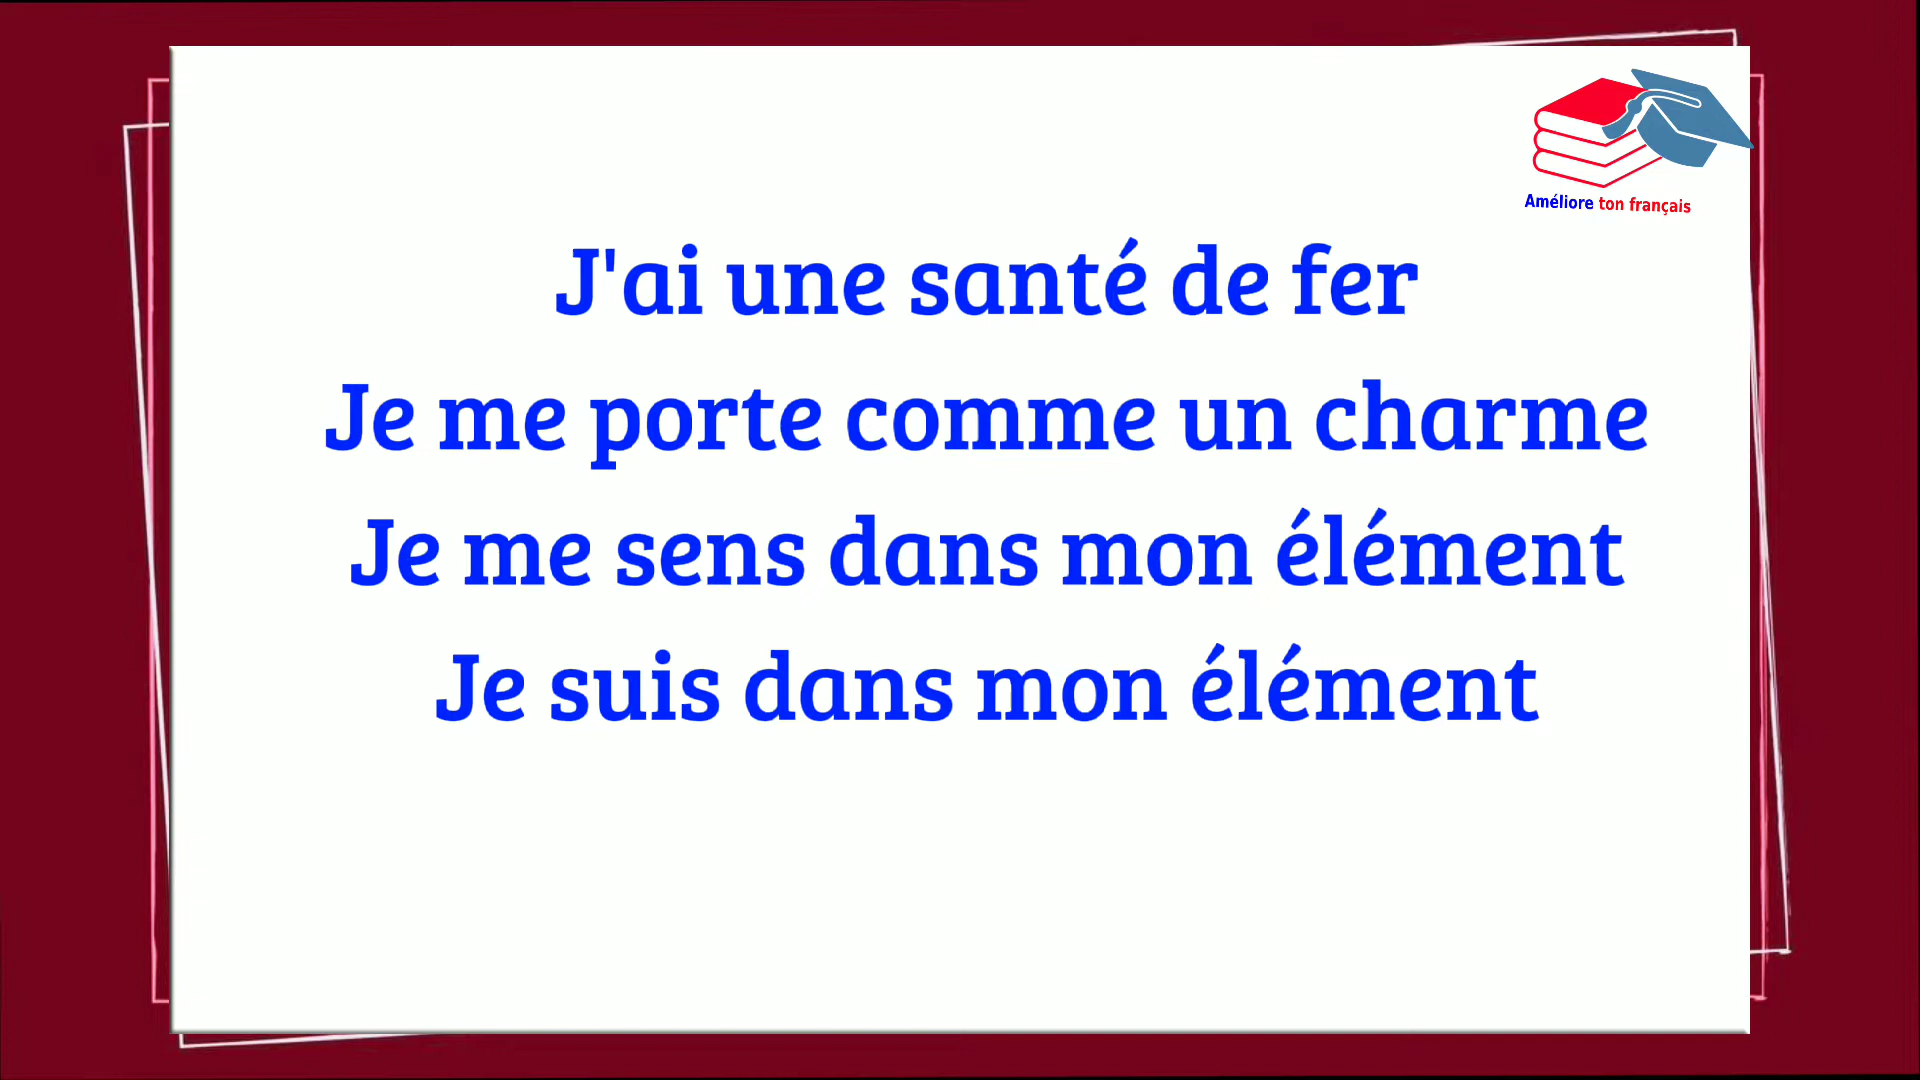 Améliore ton français
J'ai une santé de fer
Je me porte comme un charme
Je me sens dans mon élément
Je suis dans mon élément